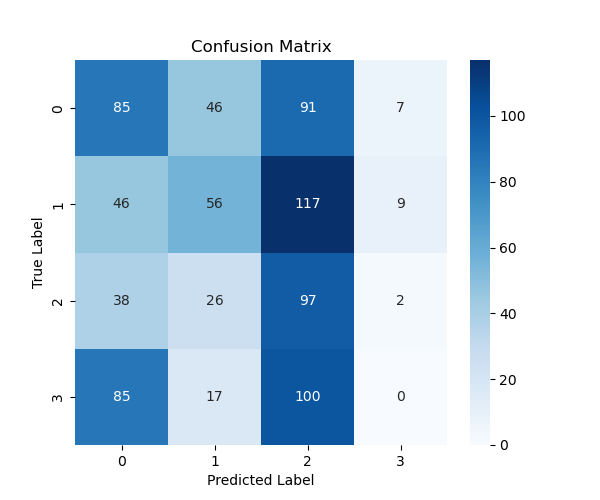 Confusion Matrix
True Label
0 85 46 91 7
1 46 56 117 9
2 38 26 97 2
3 85 17 100 0
0 1 2 3
Predicted Label
100
80
60
40
20
0